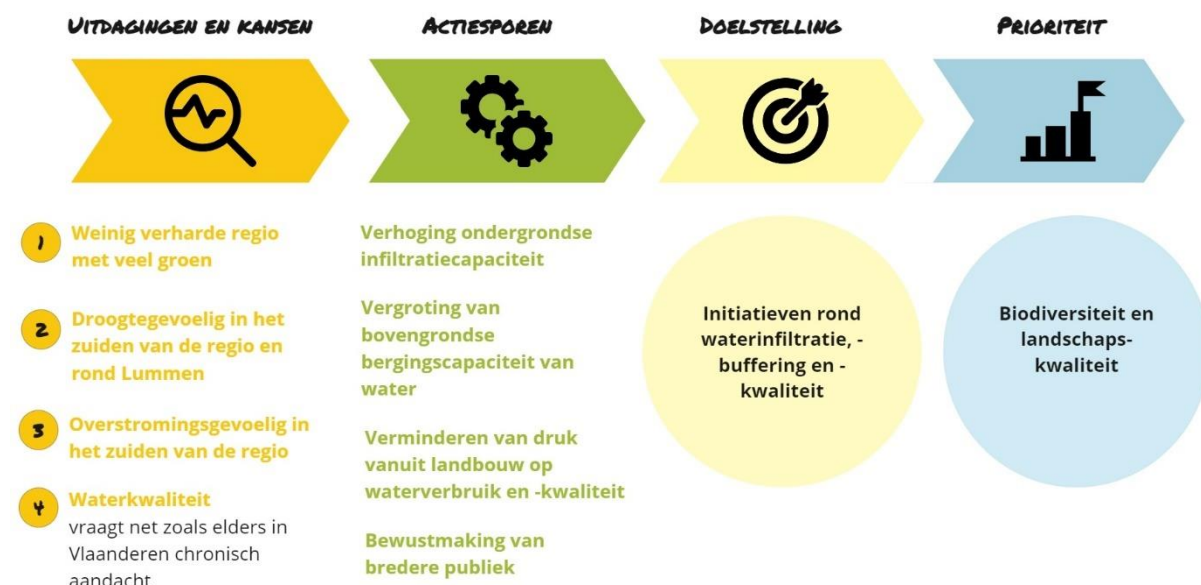 UITDAGINGEN EN KANSEN
ACTIESPOREN
DOELSTELLING
PRIORITEIT
1 Weinig verharde regio
met veel groen
2 Droogtegevoelig in het
zuiden van de regio en
rond Lummen
3 Overstromingsgevoelig in
het zuiden van de regio
4 Waterkwaliteit
vraagt net zoals elders in
Vlaanderen chronisch
aandacht
Verhoging ondergrondse
infiltratiecapaciteit
Vergroting van
bovengrondse
bergingscapaciteit van
water
Verminderen van druk
vanuit landbouw op
waterverbruik en -kwaliteit
Bewustmaking van
bredere publiek
Initiatieven rond
waterinfiltratie, -
buffering en -
kwaliteit
Biodiversiteit en
landschaps-
kwaliteit